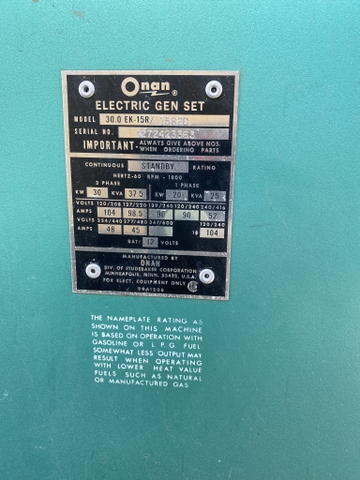 Onan ®
ELECTRIC GEN SET
MODEL 30.0 EK-15R/
SERIAL NO.
IMPORTANT- ALWAYS GIVE ABOVE NOS. WHEN ORDERING PARTS
CONTINUOUS STANDBY RATING
HERTZ-60 RPM - 1800
3 PHASE 1 PHASE
KW 30 KVA 37.5 KW 20 KVA 25
VOLTS 120/208 127/220 139/240 120/240 240/416
AMPS 104 98.5 90 90 52
VOLTS 254/440 277/480 347/600 120/240
AMPS 48 45 1Ø 104
BAT: 12 VOLTS
MANUFACTURED BY
ONAN
DIV. OF STUDEBAKER CORPORATION
MINNEAPOLIS, MINN. 55432, U.S.A.
FOR ELECT. EQUIPMENT ONLY
99A1206
THE NAMEPLATE RATING AS
SHOWN ON THIS MACHINE
IS BASED ON OPERATION WITH
GASOLINE OR L.P.G. FUEL.
SOMEWHAT LESS OUTPUT MAY
RESULT WHEN OPERATING
WITH LOWER HEAT VALUE
FUELS SUCH AS NATURAL
OR MANUFACTURED GAS.